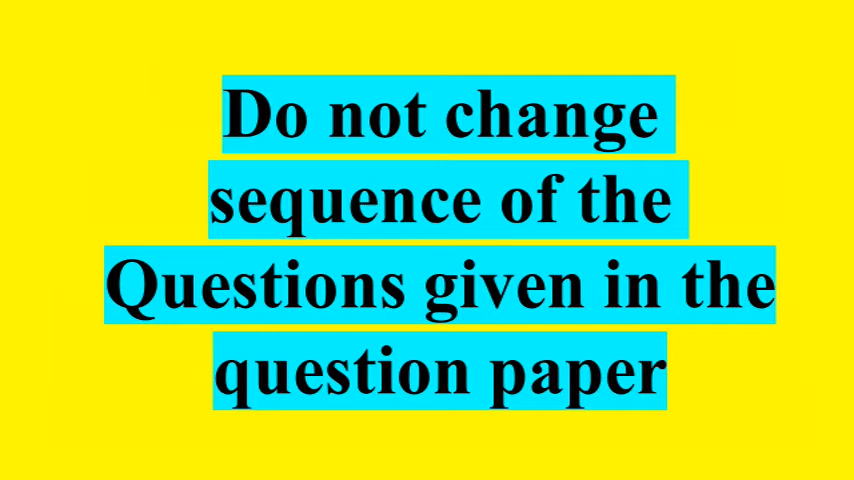 Do not change
sequence of the
Questions given in the
question paper